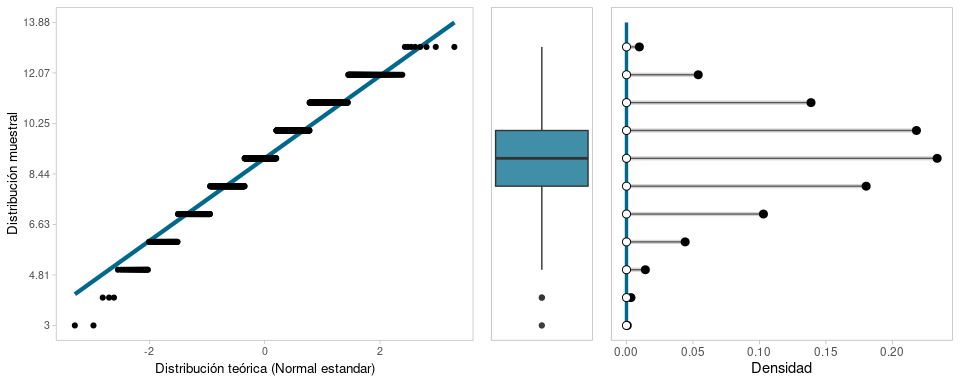 Distribución muestral
13.88
12.07
10.25
8.44
6.63
4.81
3
-2 0 2
Distribución teórica (Normal estandar)
0.00 0.05 0.10 0.15 0.20
Densidad